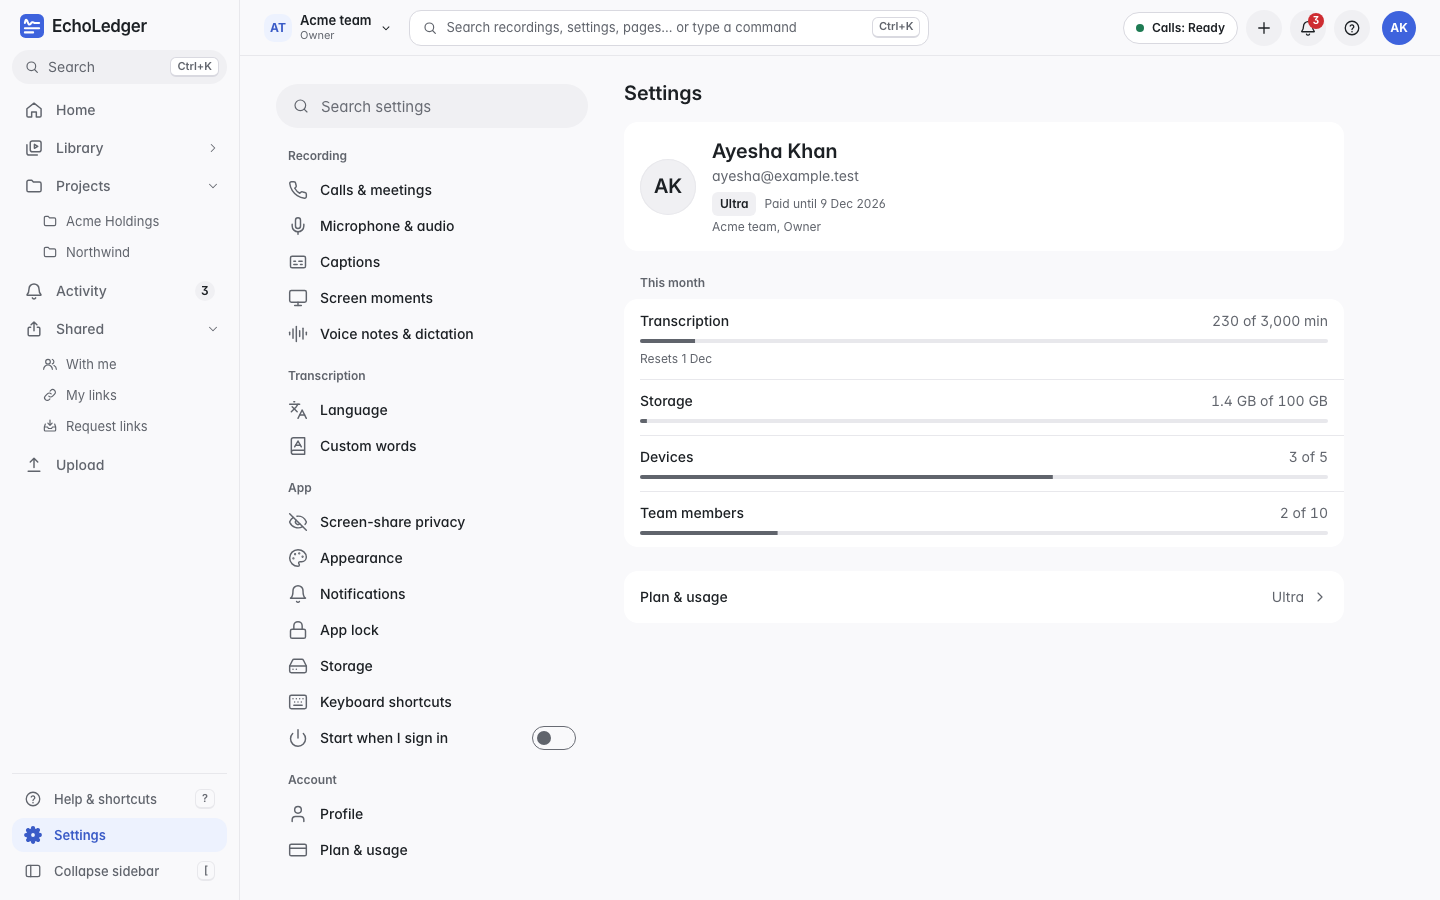 EchoLedger
Search
Ctrl+K
Home
Library
Projects
Acme Holdings
Northwind
Activity
3
Shared
With me
My links
Request links
Upload
Help & shortcuts
?
Settings
Collapse sidebar
[
AT
Acme team
Owner
Search recordings, settings, pages... or type a command
Ctrl+K
Calls: Ready
3
AK
Search settings
Recording
Calls & meetings
Microphone & audio
Captions
Screen moments
Voice notes & dictation
Transcription
Language
Custom words
App
Screen-share privacy
Appearance
Notifications
App lock
Storage
Keyboard shortcuts
Start when I sign in
Account
Profile
Plan & usage
Settings
AK
Ayesha Khan
ayesha@example.test
Ultra Paid until 9 Dec 2026
Acme team, Owner
This month
Transcription 230 of 3,000 min
Resets 1 Dec
Storage 1.4 GB of 100 GB
Devices 3 of 5
Team members 2 of 10
Plan & usage Ultra